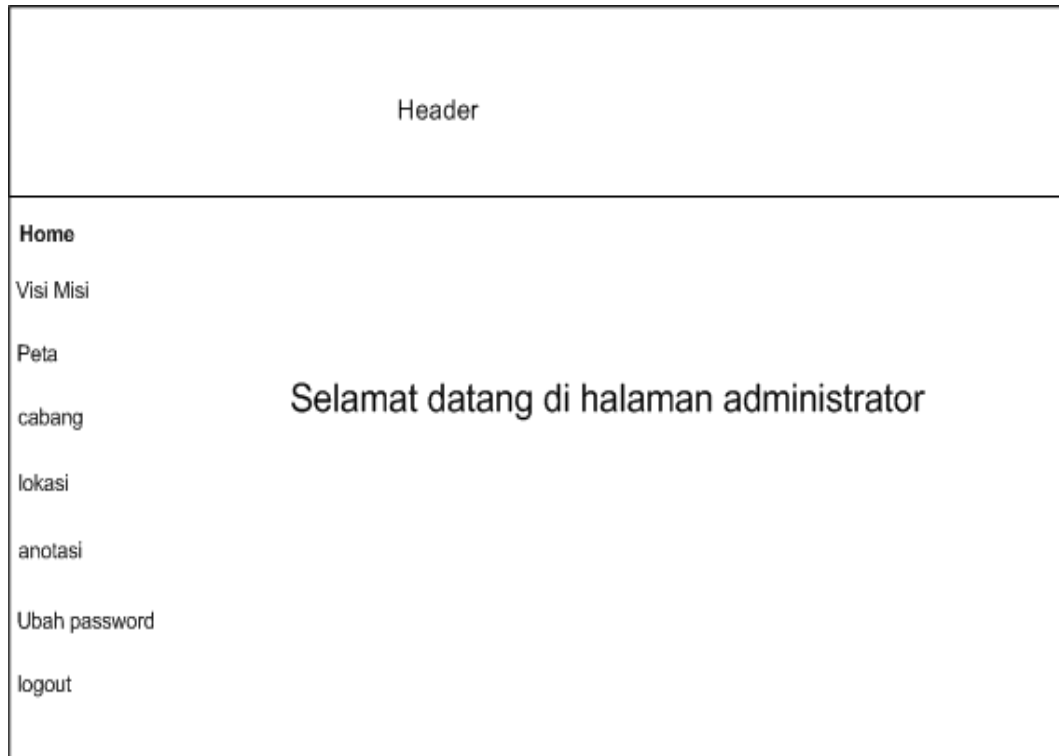 Header
Home
Visi Misi
Peta
cabang
Selamat datang di halaman administrator
lokasi
anotasi
Ubah password
logout